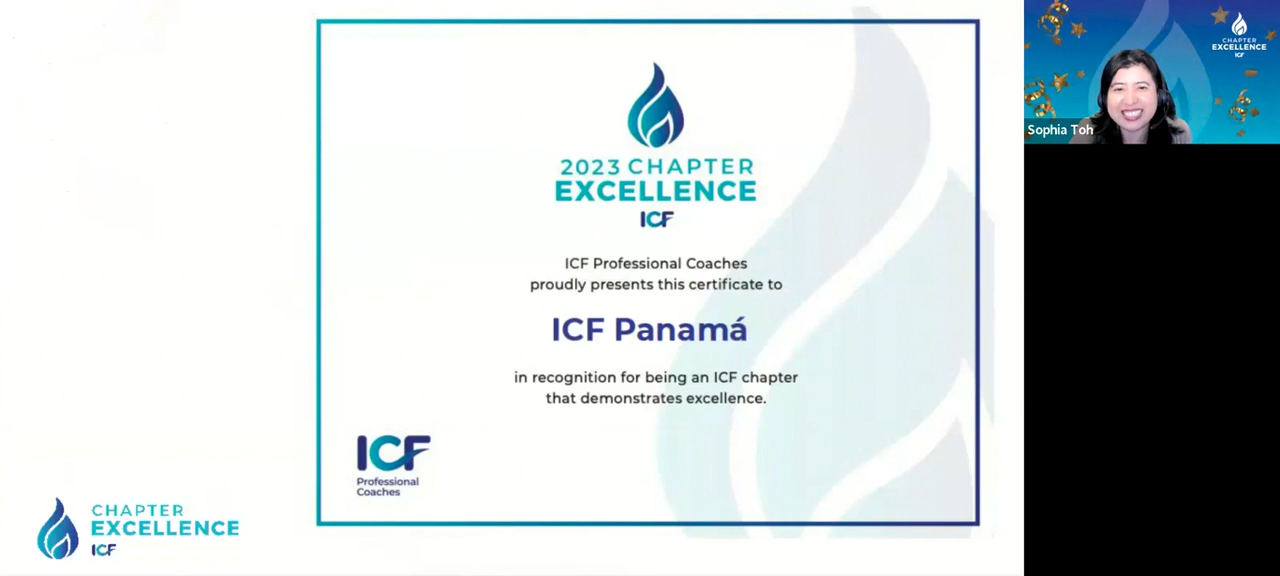 2023 CHAPTER
EXCELLENCE
ICF
ICF Professional Coaches
proudly presents this certificate to
ICF Panamá
in recognition for being an ICF chapter
that demonstrates excellence.
ICF
Professional
Coaches
CHAPTER
EXCELLENCE
ICF
CHAPTER
EXCELLENCE
ICF
Sophia Toh